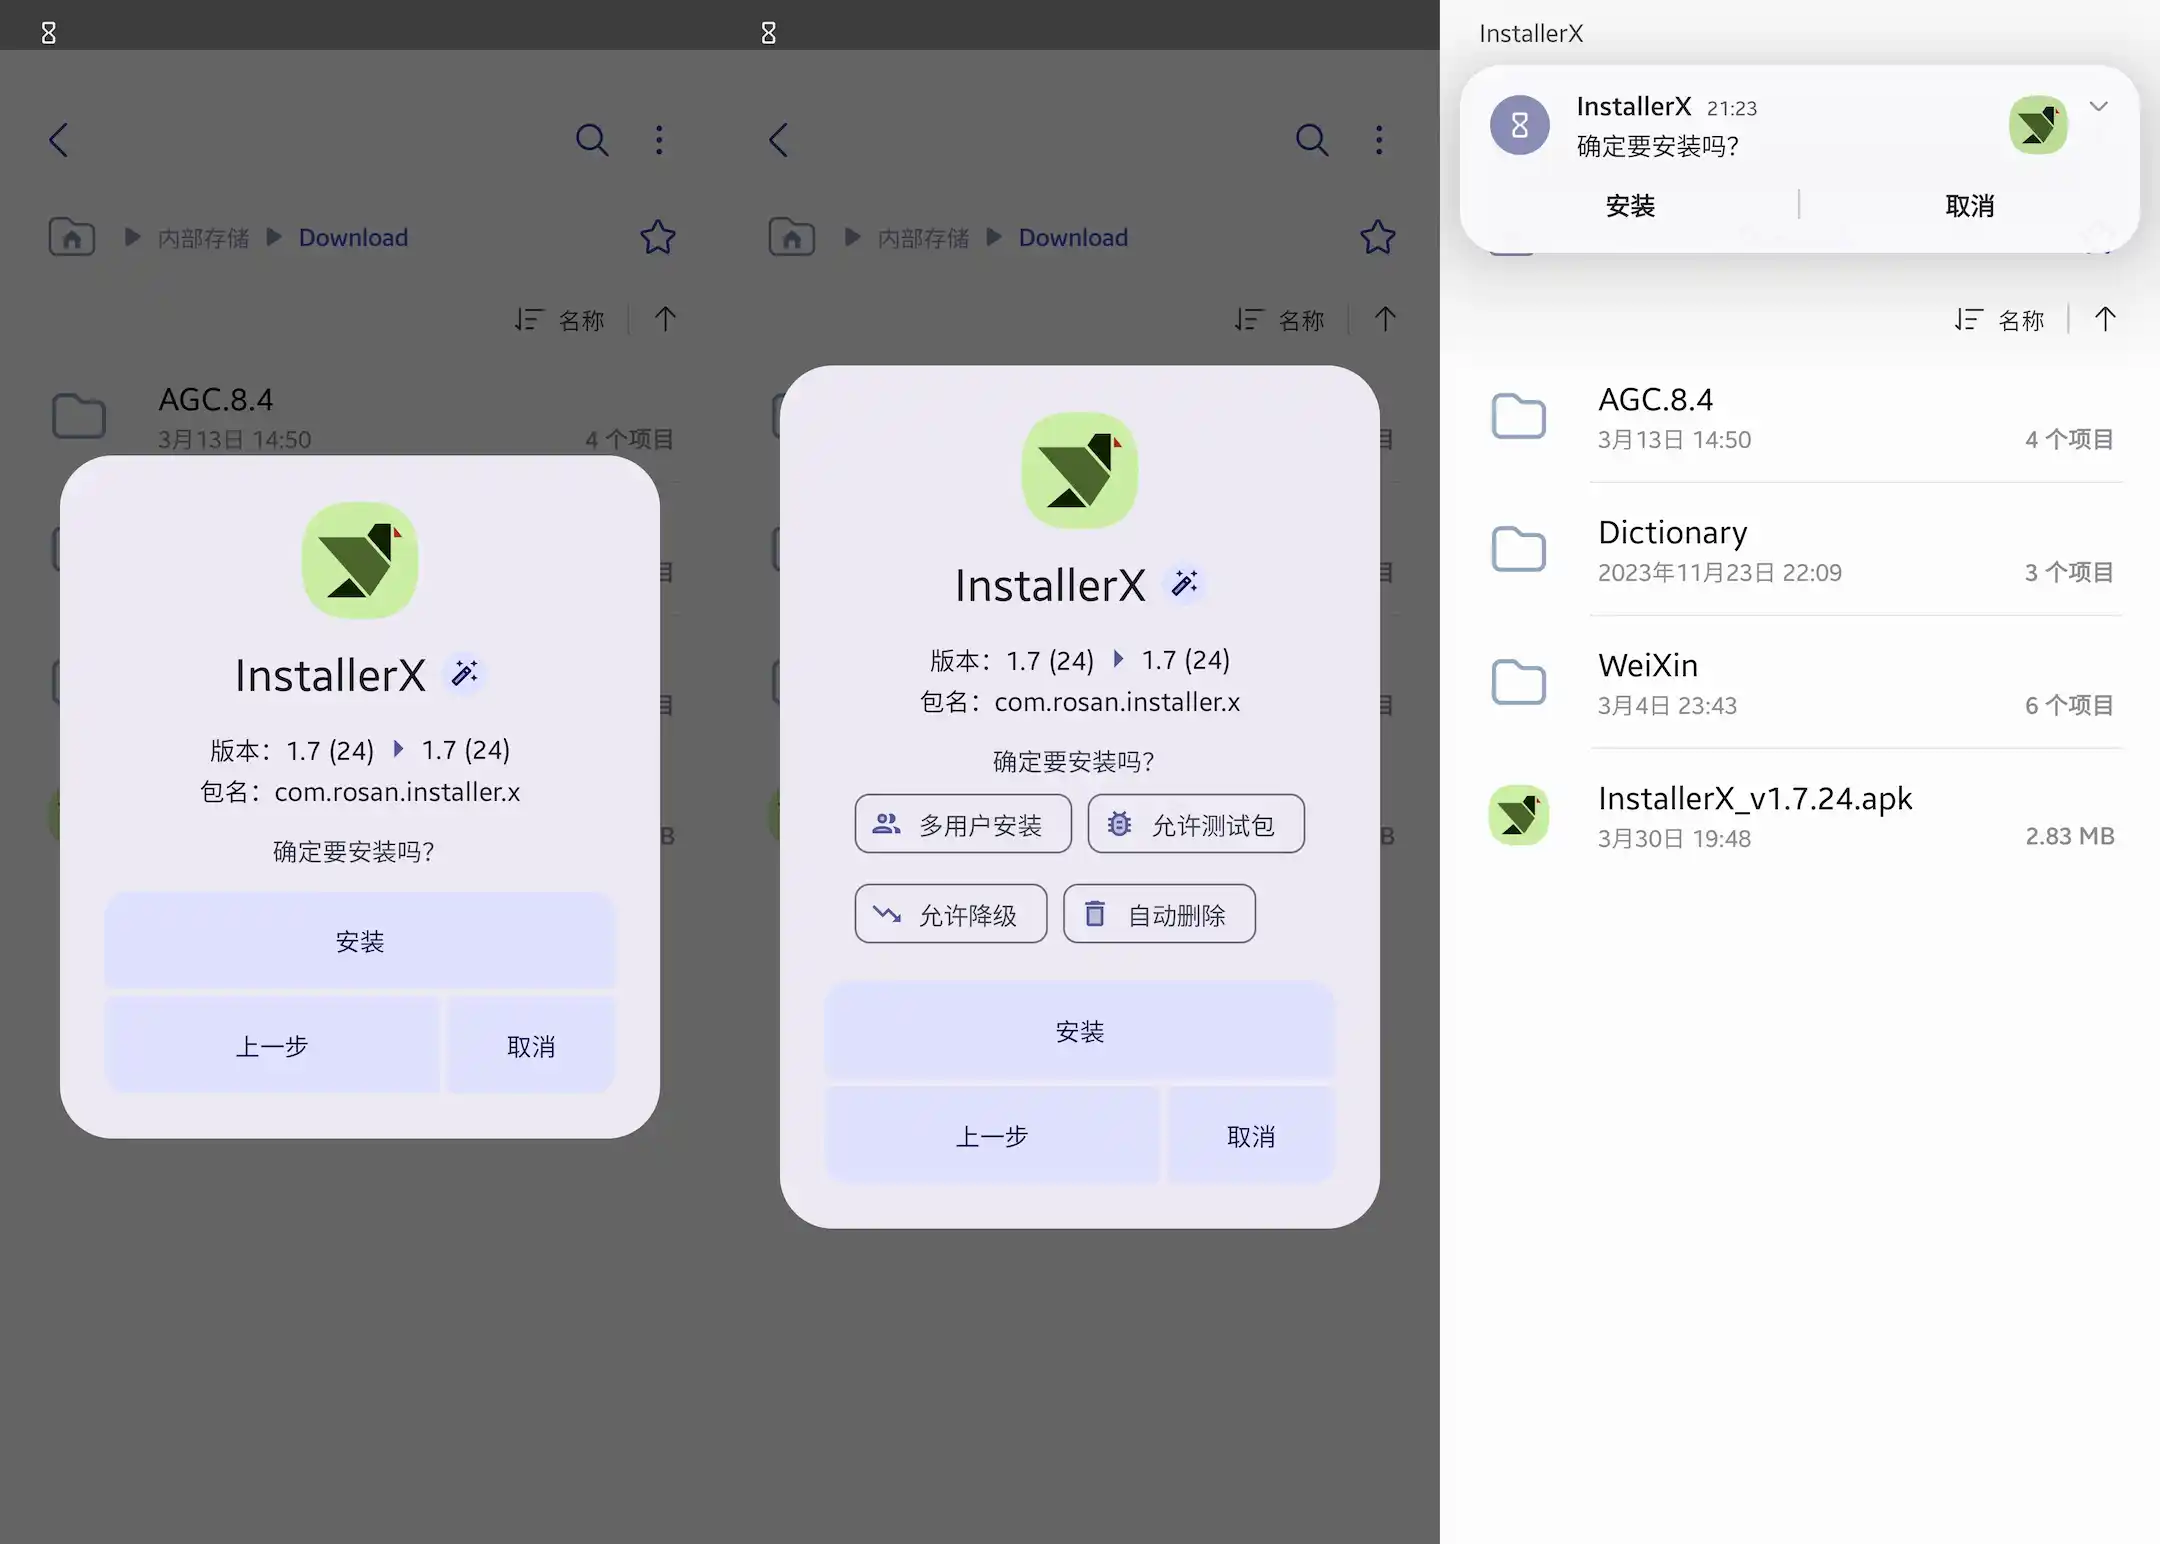 内部存储 Download
名称
AGC.8.4
3月13日 14:50
4 个项目
目
目
B
InstallerX
版本：1.7 (24) 1.7 (24)
包名：com.rosan.installer.x
确定要安装吗？
安装
上一步
取消
内部存储 Download
名称
目
目
目
B
InstallerX
版本：1.7 (24) 1.7 (24)
包名：com.rosan.installer.x
确定要安装吗？
多用户安装
允许测试包
允许降级
自动删除
安装
上一步
取消
InstallerX
InstallerX 21:23
确定要安装吗？
安装
取消
名称
AGC.8.4
3月13日 14:50
4 个项目
Dictionary
2023年11月23日 22:09
3 个项目
WeiXin
3月4日 23:43
6 个项目
InstallerX_v1.7.24.apk
3月30日 19:48
2.83 MB